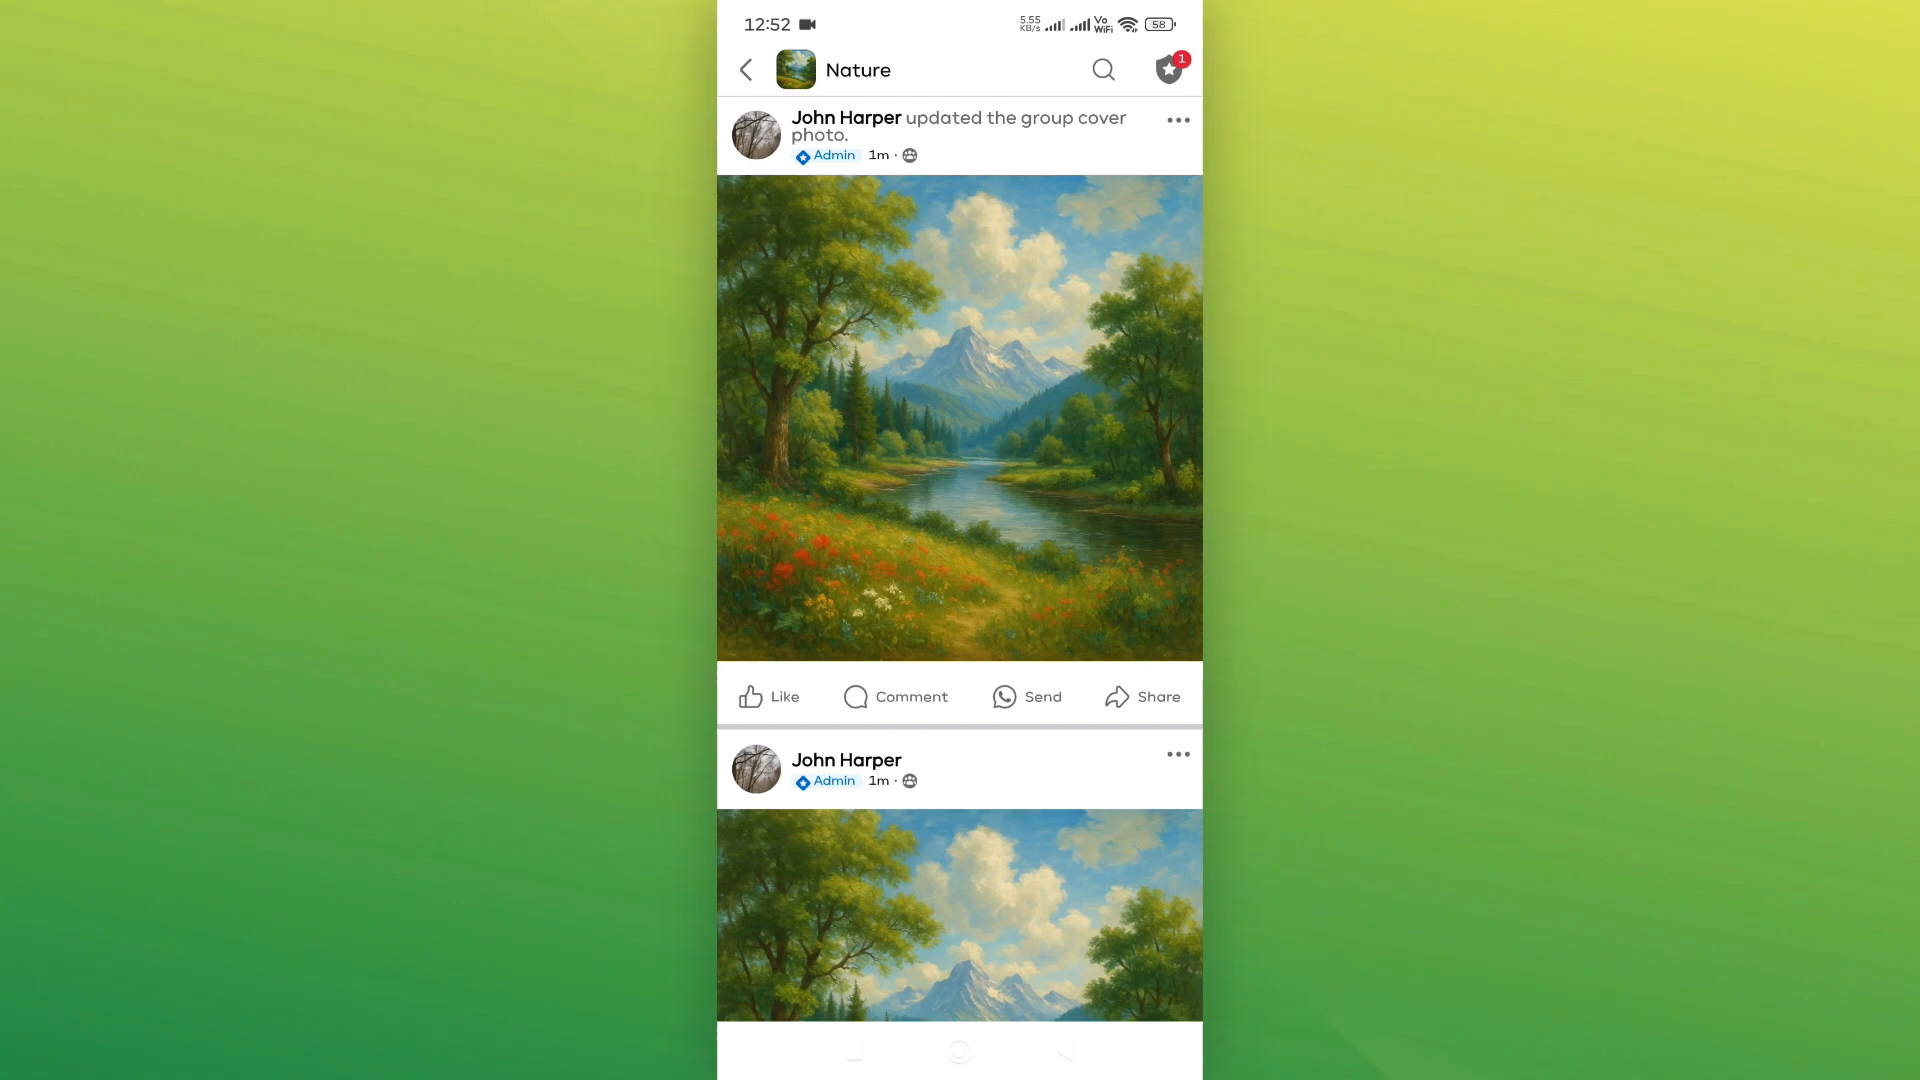 12:52 5.55 KB/s Vo WiFi 58
Nature 1
John Harper updated the group cover
photo.
Admin 1m ·
Like Comment Send Share
John Harper
Admin 1m ·